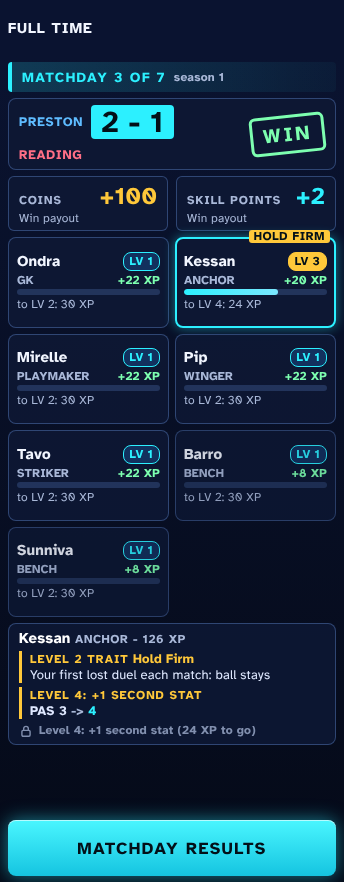 FULL TIME
MATCHDAY 3 OF 7 season 1
PRESTON 2 - 1
READING
WIN
COINS +100
Win payout
SKILL POINTS +2
Win payout
Ondra LV 1
GK +22 XP
to LV 2: 30 XP
HOLD FIRM
Kessan LV 3
ANCHOR +20 XP
to LV 4: 24 XP
Mirelle LV 1
PLAYMAKER +22 XP
to LV 2: 30 XP
Pip LV 1
WINGER +22 XP
to LV 2: 30 XP
Tavo LV 1
STRIKER +22 XP
to LV 2: 30 XP
Barro LV 1
BENCH +8 XP
to LV 2: 30 XP
Sunniva LV 1
BENCH +8 XP
to LV 2: 30 XP
Kessan ANCHOR - 126 XP
LEVEL 2 TRAIT Hold Firm
Your first lost duel each match: ball stays
LEVEL 4: +1 SECOND STAT
PAS 3 -> 4
Level 4: +1 second stat (24 XP to go)
MATCHDAY RESULTS